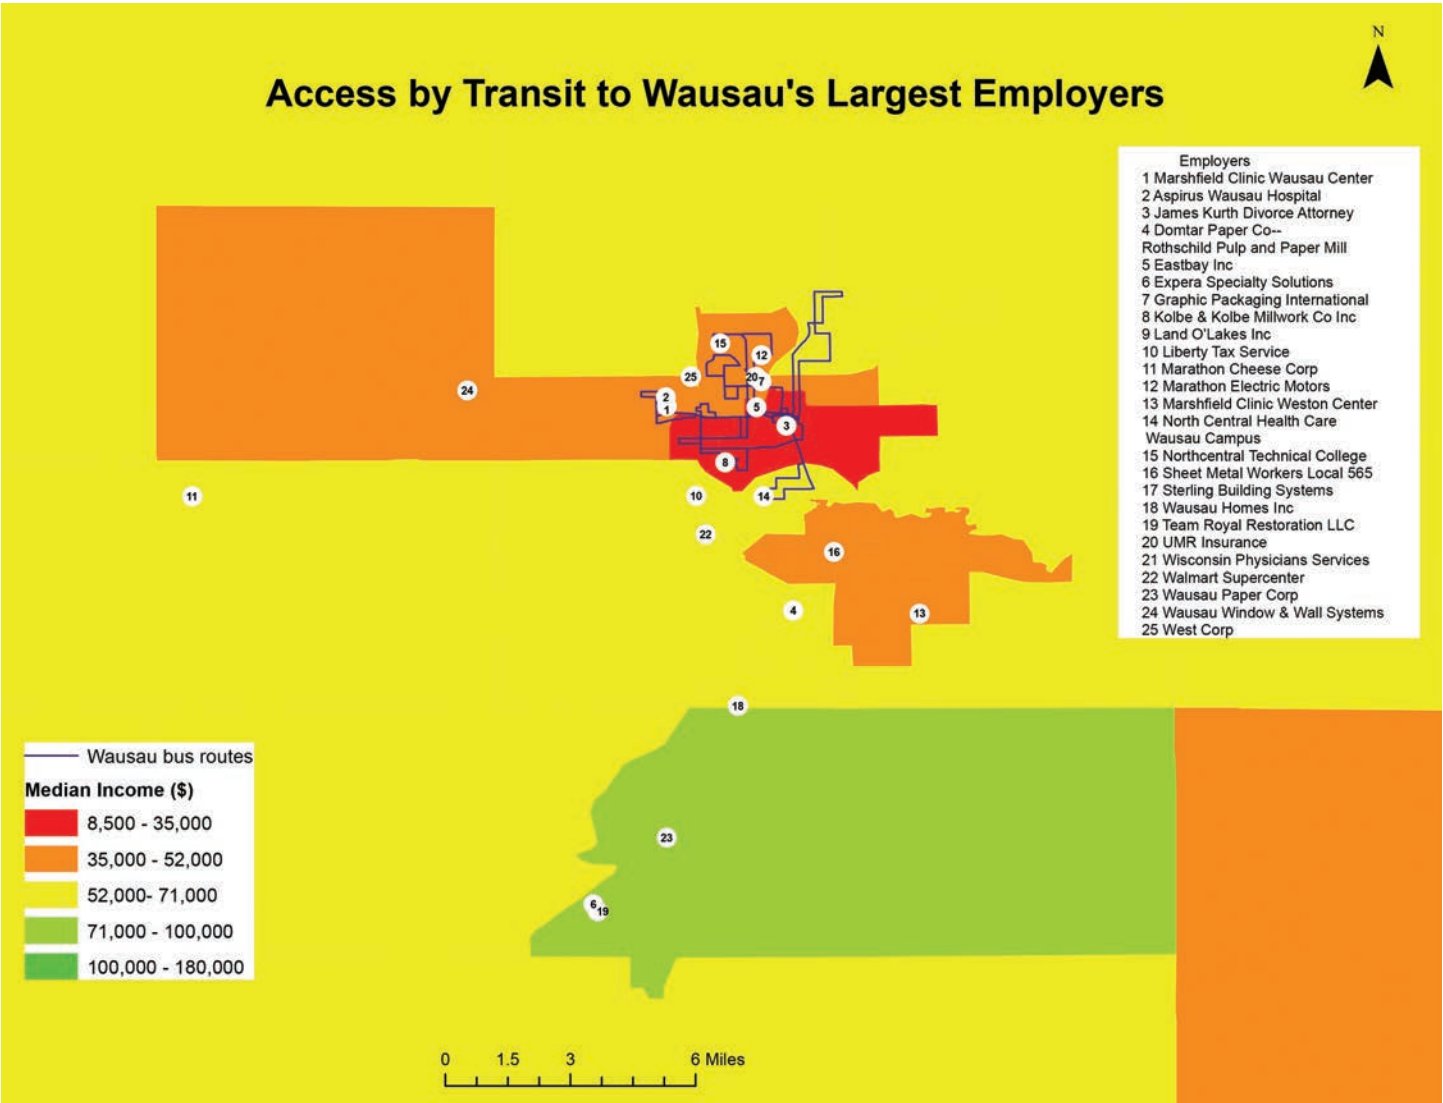 N
Access by Transit to Wausau's Largest Employers
Employers
1 Marshfield Clinic Wausau Center
2 Aspirus Wausau Hospital
3 James Kurth Divorce Attorney
4 Domtar Paper Co--
Rothschild Pulp and Paper Mill
5 Eastbay Inc
6 Expera Specialty Solutions
7 Graphic Packaging International
8 Kolbe & Kolbe Millwork Co Inc
9 Land O'Lakes Inc
10 Liberty Tax Service
11 Marathon Cheese Corp
12 Marathon Electric Motors
13 Marshfield Clinic Weston Center
14 North Central Health Care
Wausau Campus
15 Northcentral Technical College
16 Sheet Metal Workers Local 565
17 Sterling Building Systems
18 Wausau Homes Inc
19 Team Royal Restoration LLC
20 UMR Insurance
21 Wisconsin Physicians Services
22 Walmart Supercenter
23 Wausau Paper Corp
24 Wausau Window & Wall Systems
25 West Corp
15
12
25
20 7
24
2
1
5
3
8
11
10
14
22
16
4
13
18
23
6
19
Wausau bus routes
Median Income ($)
8,500 - 35,000
35,000 - 52,000
52,000- 71,000
71,000 - 100,000
100,000 - 180,000
0 1.5 3 6 Miles